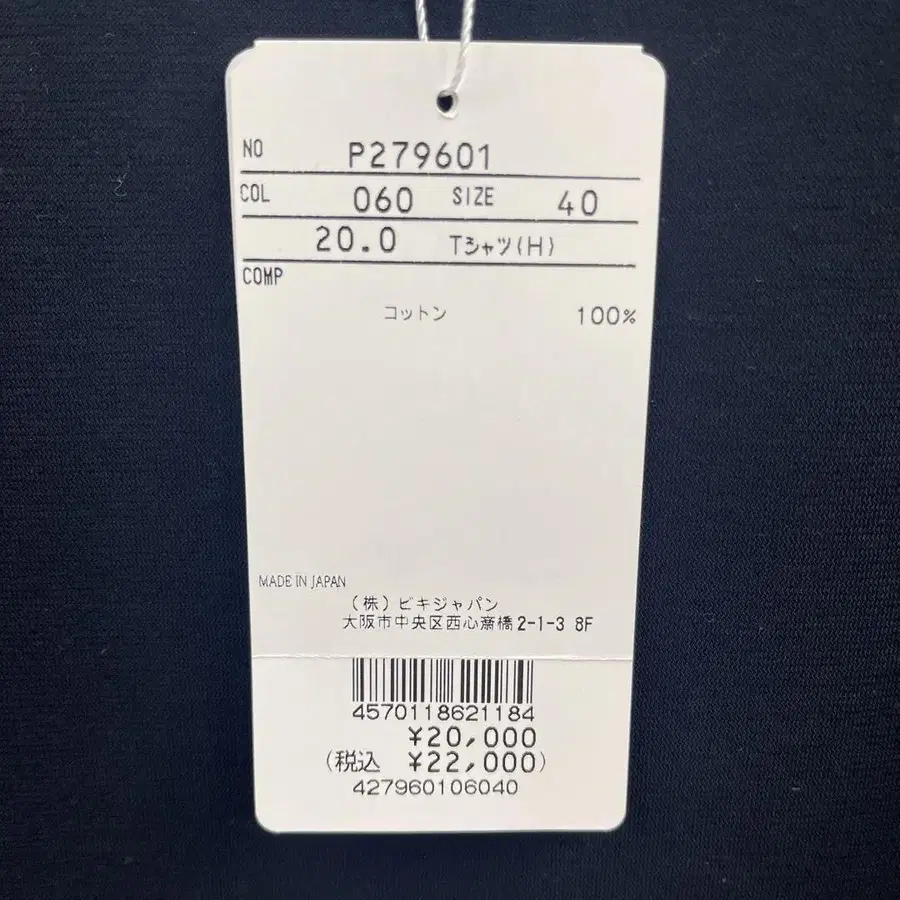 NO P279601
COL 060 SIZE 40
20.0 Tシャツ(H)
COMP
コットン 100%
MADE IN JAPAN
(株)ビキジャパン
大阪市中央区西心斎橋2-1-3 8F
4570118621184
¥20,000
(税込 ¥22,000)
427960106040